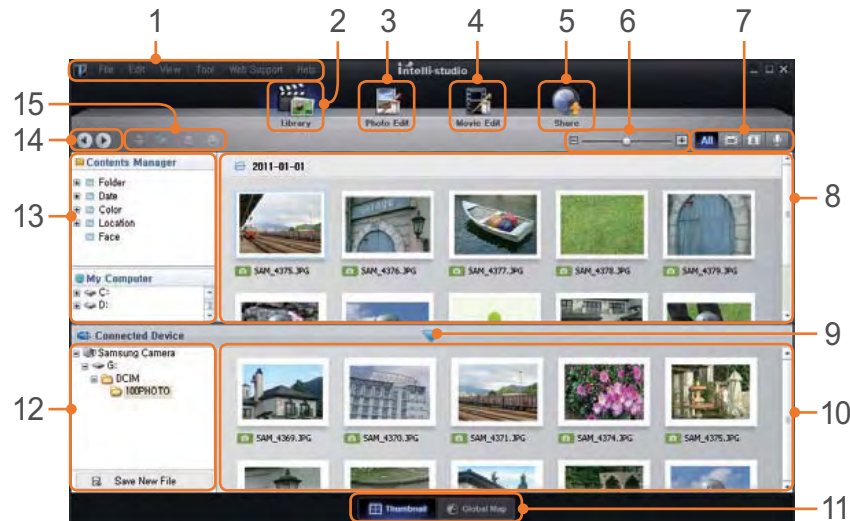 1 2 3 4 5 6 7
File Edit View Tool Web Support Help
intelli-studio
Library Photo Edit Movie Edit Share
15
14
All
Contents Manager
Folder
Date
Color
Location
Face
13
My Computer
C:
D:
2011-01-01
SAM_4375.JPG SAM_4376.JPG SAM_4377.JPG SAM_4378.JPG SAM_4379.JPG
8
Connected Device
9
Samsung Camera
G:
DCIM
100PHOTO
12
Save New File
SAM_4369.JPG SAM_4370.JPG SAM_4371.JPG SAM_4374.JPG SAM_4375.JPG
10
Thumbnail Global Map
11